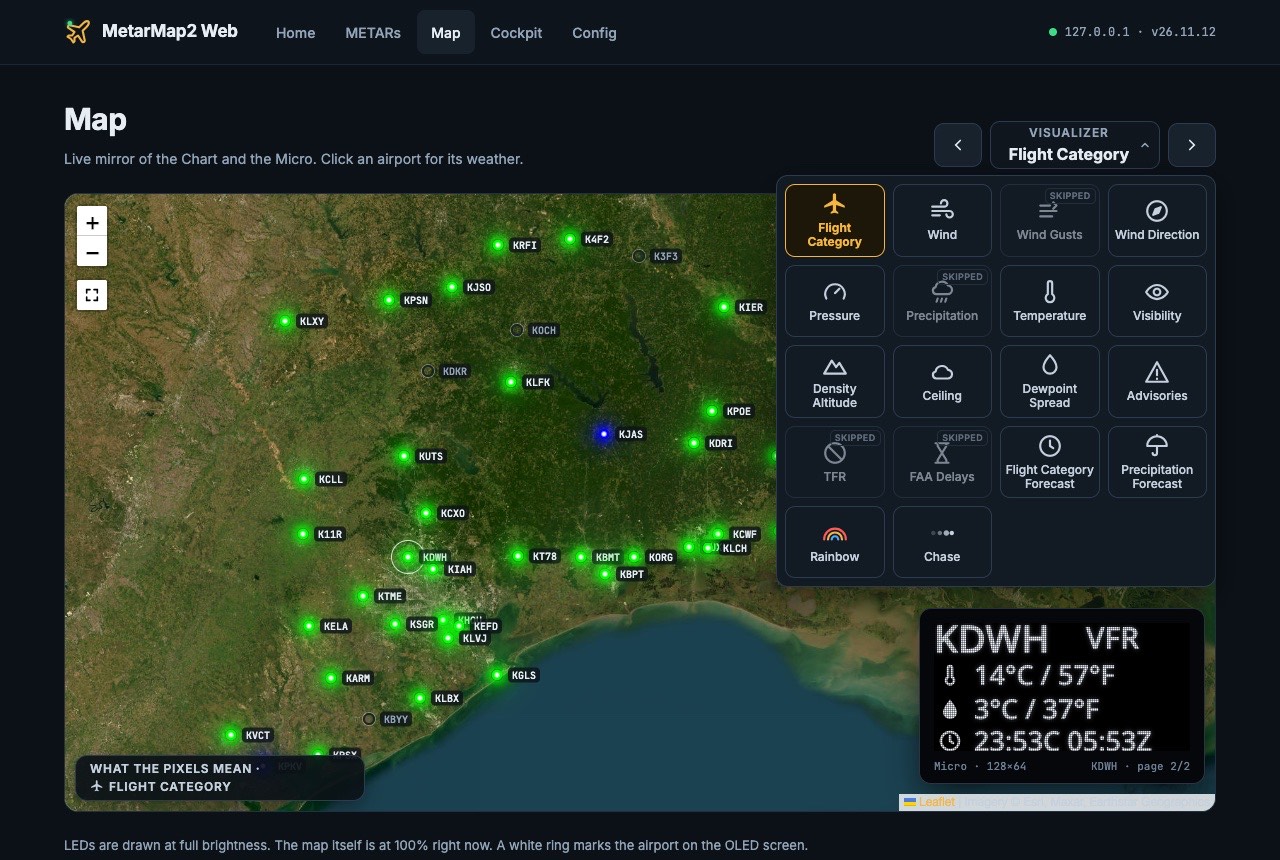 MetarMap2 Web
Home
METARs
Map
Cockpit
Config
127.0.0.1 · v26.11.12
Map
Live mirror of the Chart and the Micro. Click an airport for its weather.
VISUALIZER
Flight Category
Flight
Category
Wind
SKIPPED
Wind Gusts
Wind Direction
Pressure
SKIPPED
Precipitation
Temperature
Visibility
Density
Altitude
Ceiling
Dewpoint
Spread
Advisories
SKIPPED
TFR
SKIPPED
FAA Delays
Flight Category
Forecast
Precipitation
Forecast
Rainbow
Chase
+
−
KRFI
K4F2
K3F3
KJSO
KPSN
KIER
KLXY
KOCH
KDKR
KLFK
KPOE
KJAS
KDRI
KUTS
KCLL
KCXO
K11R
KCWF
KLCH
KDWH
KT78
KBMT
KORG
KIAH
KBPT
KTME
KSGR
KELA
KEFD
KLVJ
KGLS
KARM
KLBX
KBYY
KVCT
KPKV
WHAT THE PIXELS MEAN ·
FLIGHT CATEGORY
KDWH VFR
14°C / 57°F
3°C / 37°F
23:53C 05:53Z
Micro · 128×64
KDWH · page 2/2
Leaflet
LEDs are drawn at full brightness. The map itself is at 100% right now. A white ring marks the airport on the OLED screen.